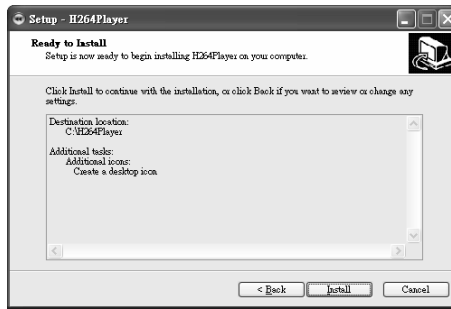 Setup - H264Player
Ready to Install
Setup is now ready to begin installing H264Player on your computer.
Click Install to continue with the installation, or click Back if you want to review or change any
settings.
Destination location:
C:\H264Player
Additional tasks:
Additional icons:
Create a desktop icon
< Back
Install
Cancel